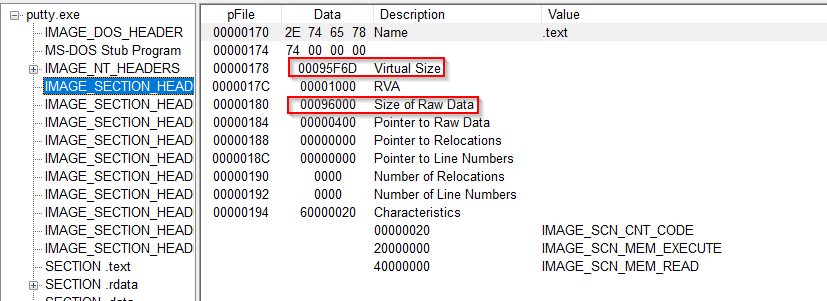 putty.exe
IMAGE_DOS_HEADER
MS-DOS Stub Program
IMAGE_NT_HEADERS
IMAGE_SECTION_HEAD
IMAGE_SECTION_HEAD
IMAGE_SECTION_HEAD
IMAGE_SECTION_HEAD
IMAGE_SECTION_HEAD
IMAGE_SECTION_HEAD
IMAGE_SECTION_HEAD
IMAGE_SECTION_HEAD
IMAGE_SECTION_HEAD
IMAGE_SECTION_HEAD
SECTION .text
SECTION .rdata
SECTION .data
pFile Data Description Value
00000170 2E 74 65 78 Name .text
00000174 74 00 00 00
00000178 00095F6D Virtual Size
0000017C 00001000 RVA
00000180 00096000 Size of Raw Data
00000184 00000400 Pointer to Raw Data
00000188 00000000 Pointer to Relocations
0000018C 00000000 Pointer to Line Numbers
00000190 0000 Number of Relocations
00000192 0000 Number of Line Numbers
00000194 60000020 Characteristics
00000020 IMAGE_SCN_CNT_CODE
20000000 IMAGE_SCN_MEM_EXECUTE
40000000 IMAGE_SCN_MEM_READ